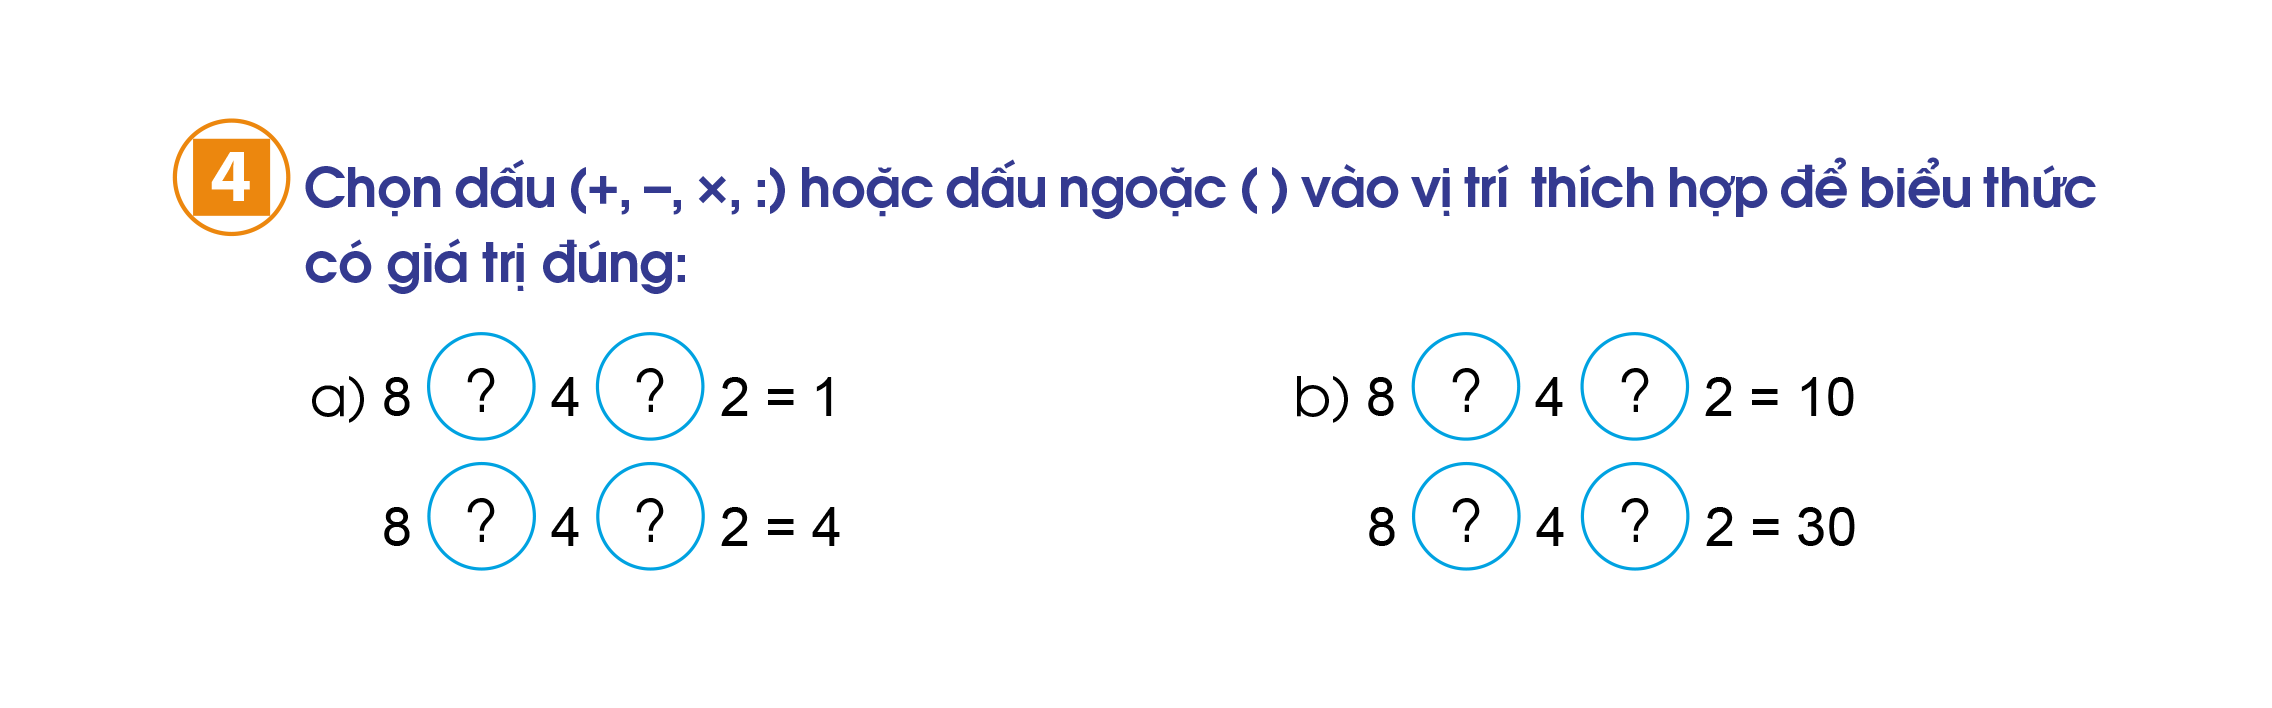 4 Chọn dấu (+, –, ×, :) hoặc dấu ngoặc ( ) vào vị trí thích hợp để biểu thức
có giá trị đúng:
a) 8 ? 4 ? 2 = 1 b) 8 ? 4 ? 2 = 10
8 ? 4 ? 2 = 4 8 ? 4 ? 2 = 30